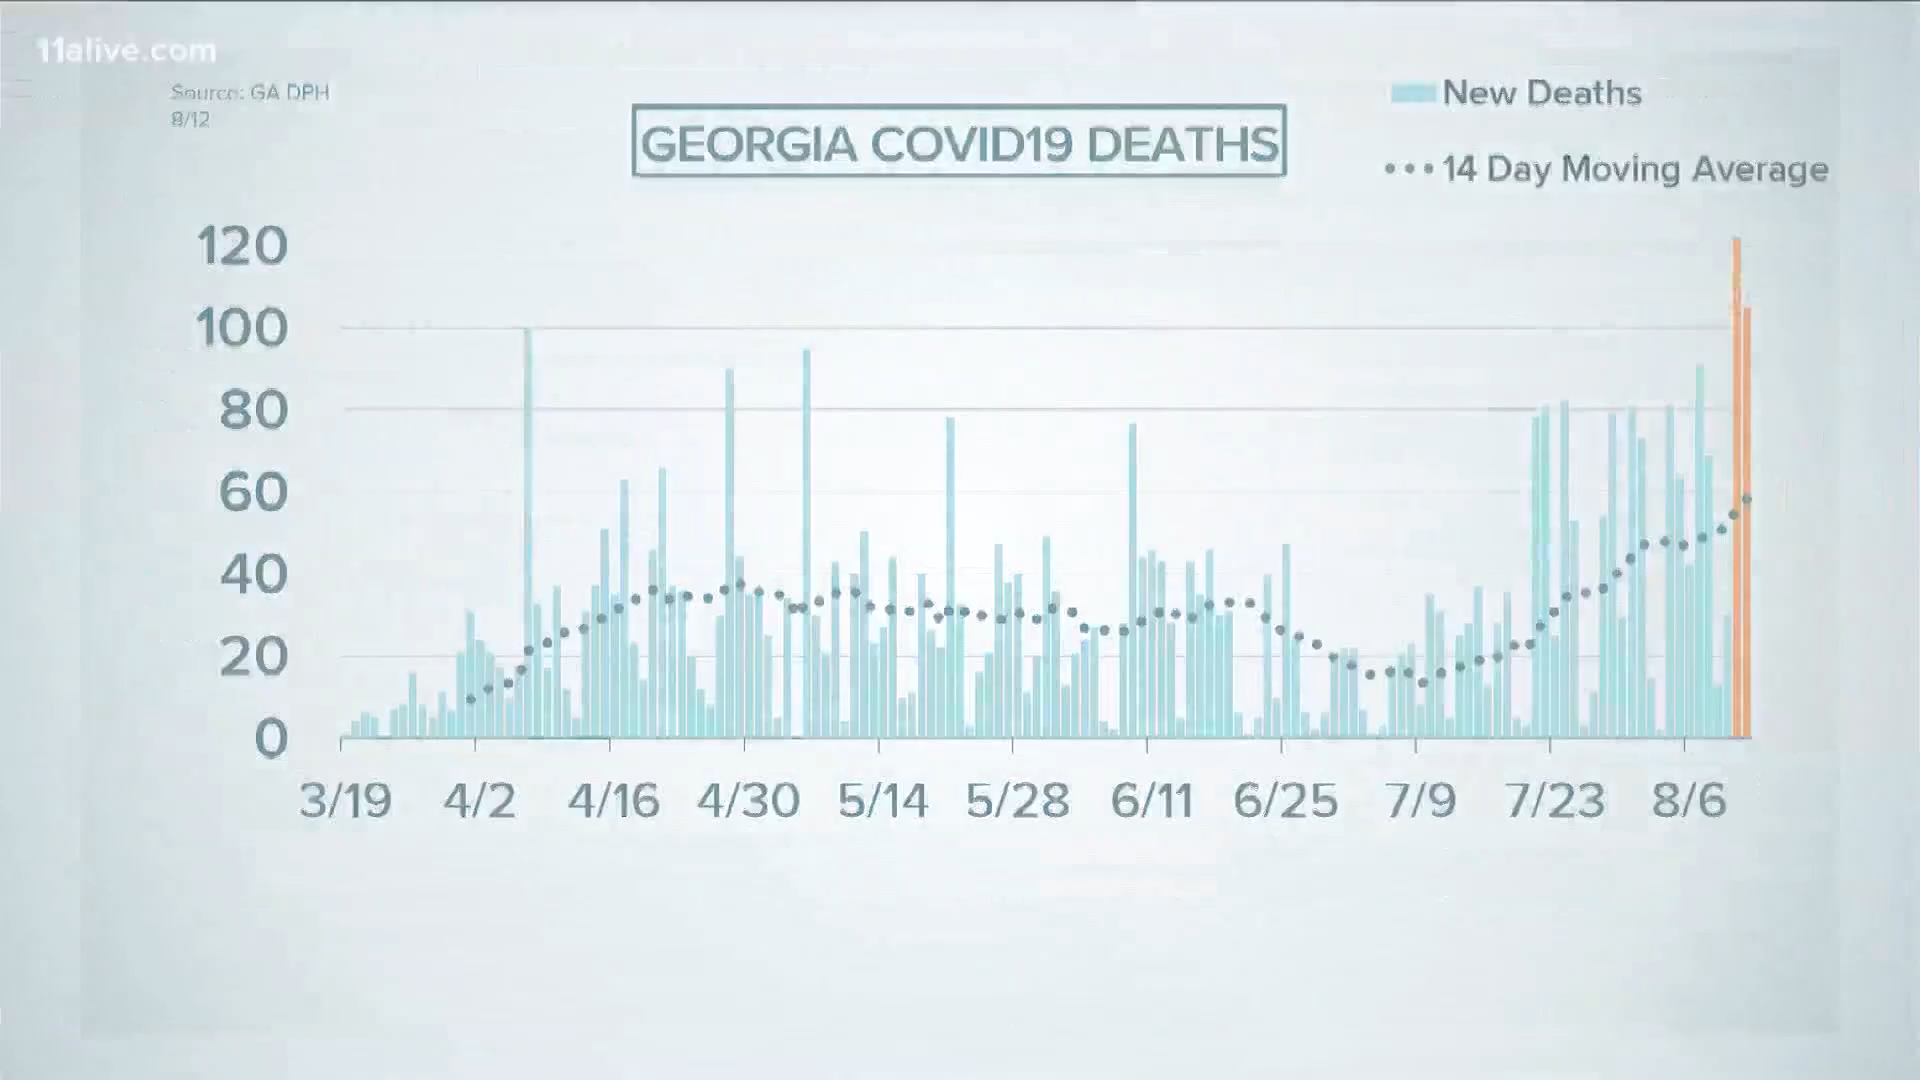 11alive.com
Source: GA DPH
8/12
GEORGIA COVID19 DEATHS
New Deaths
14 Day Moving Average
120
100
80
60
40
20
0
3/19 4/2 4/16 4/30 5/14 5/28 6/11 6/25 7/9 7/23 8/6